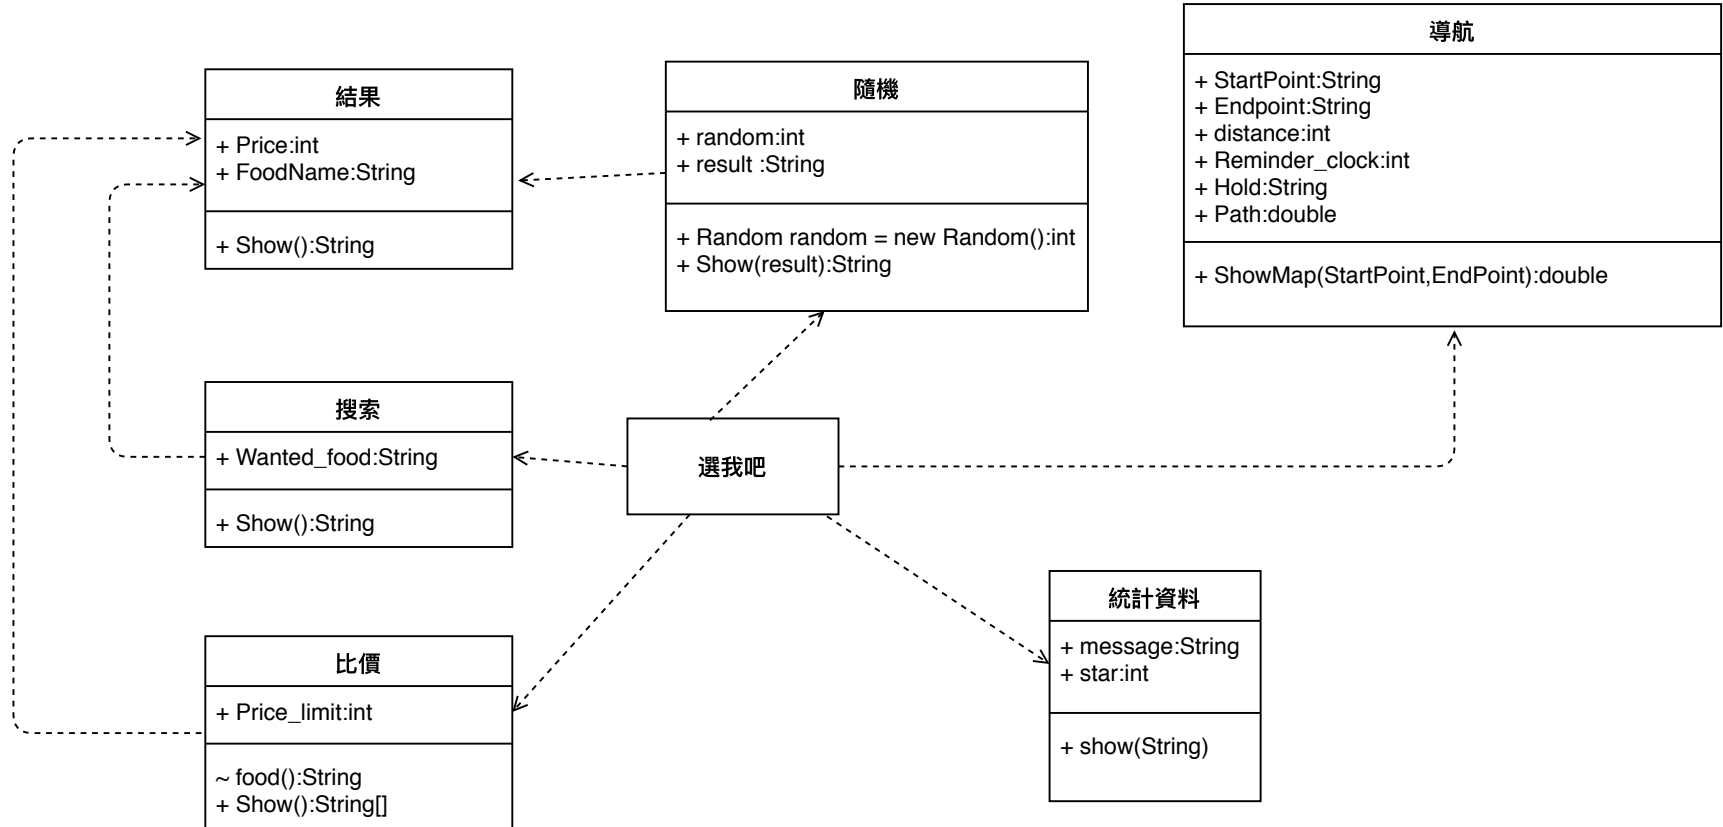 導航
+ StartPoint:String
+ Endpoint:String
+ distance:int
+ Reminder_clock:int
+ Hold:String
+ Path:double
+ ShowMap(StartPoint,EndPoint):double
結果
+ Price:int
+ FoodName:String
+ Show():String
隨機
+ random:int
+ result :String
+ Random random = new Random():int
+ Show(result):String
搜索
+ Wanted_food:String
+ Show():String
選我吧
比價
+ Price_limit:int
~ food():String
+ Show():String[]
統計資料
+ message:String
+ star:int
+ show(String)